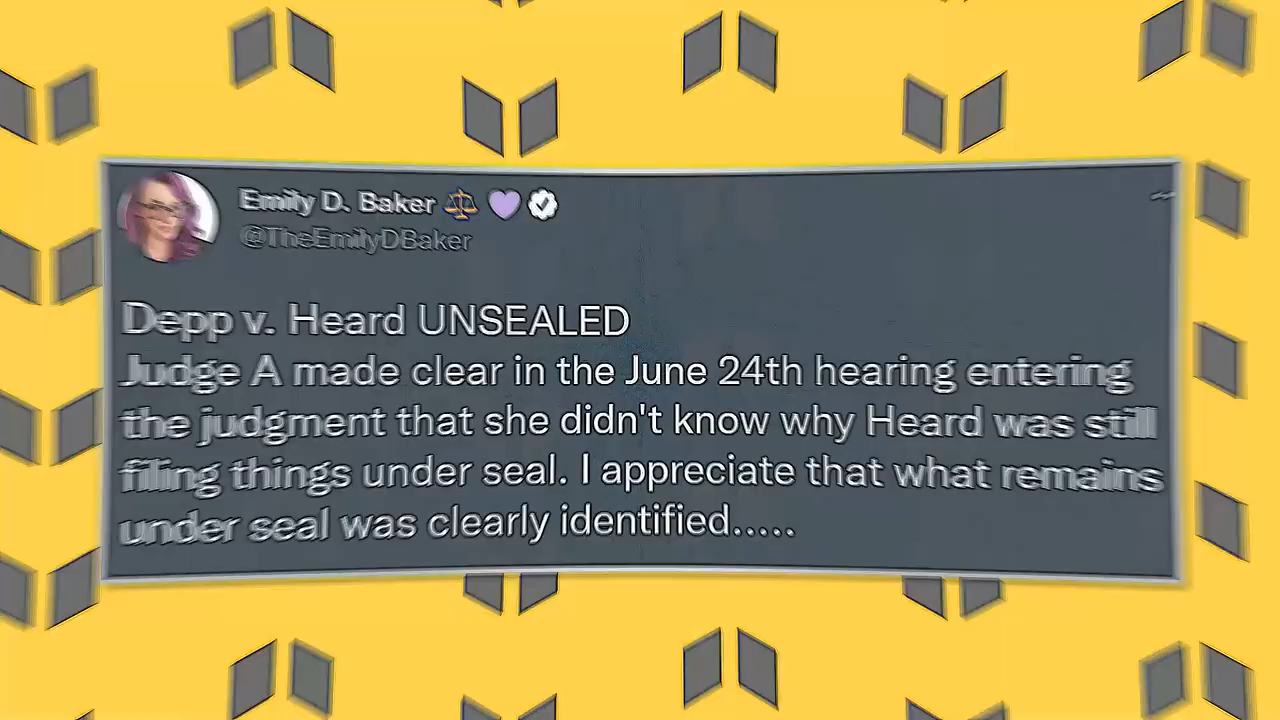 Emily D. Baker ⚖️ 💜
@TheEmilyDBaker
Depp v. Heard UNSEALED
Judge A made clear in the June 24th hearing entering
the judgment that she didn't know why Heard was still
filing things under seal. I appreciate that what remains
under seal was clearly identified.....